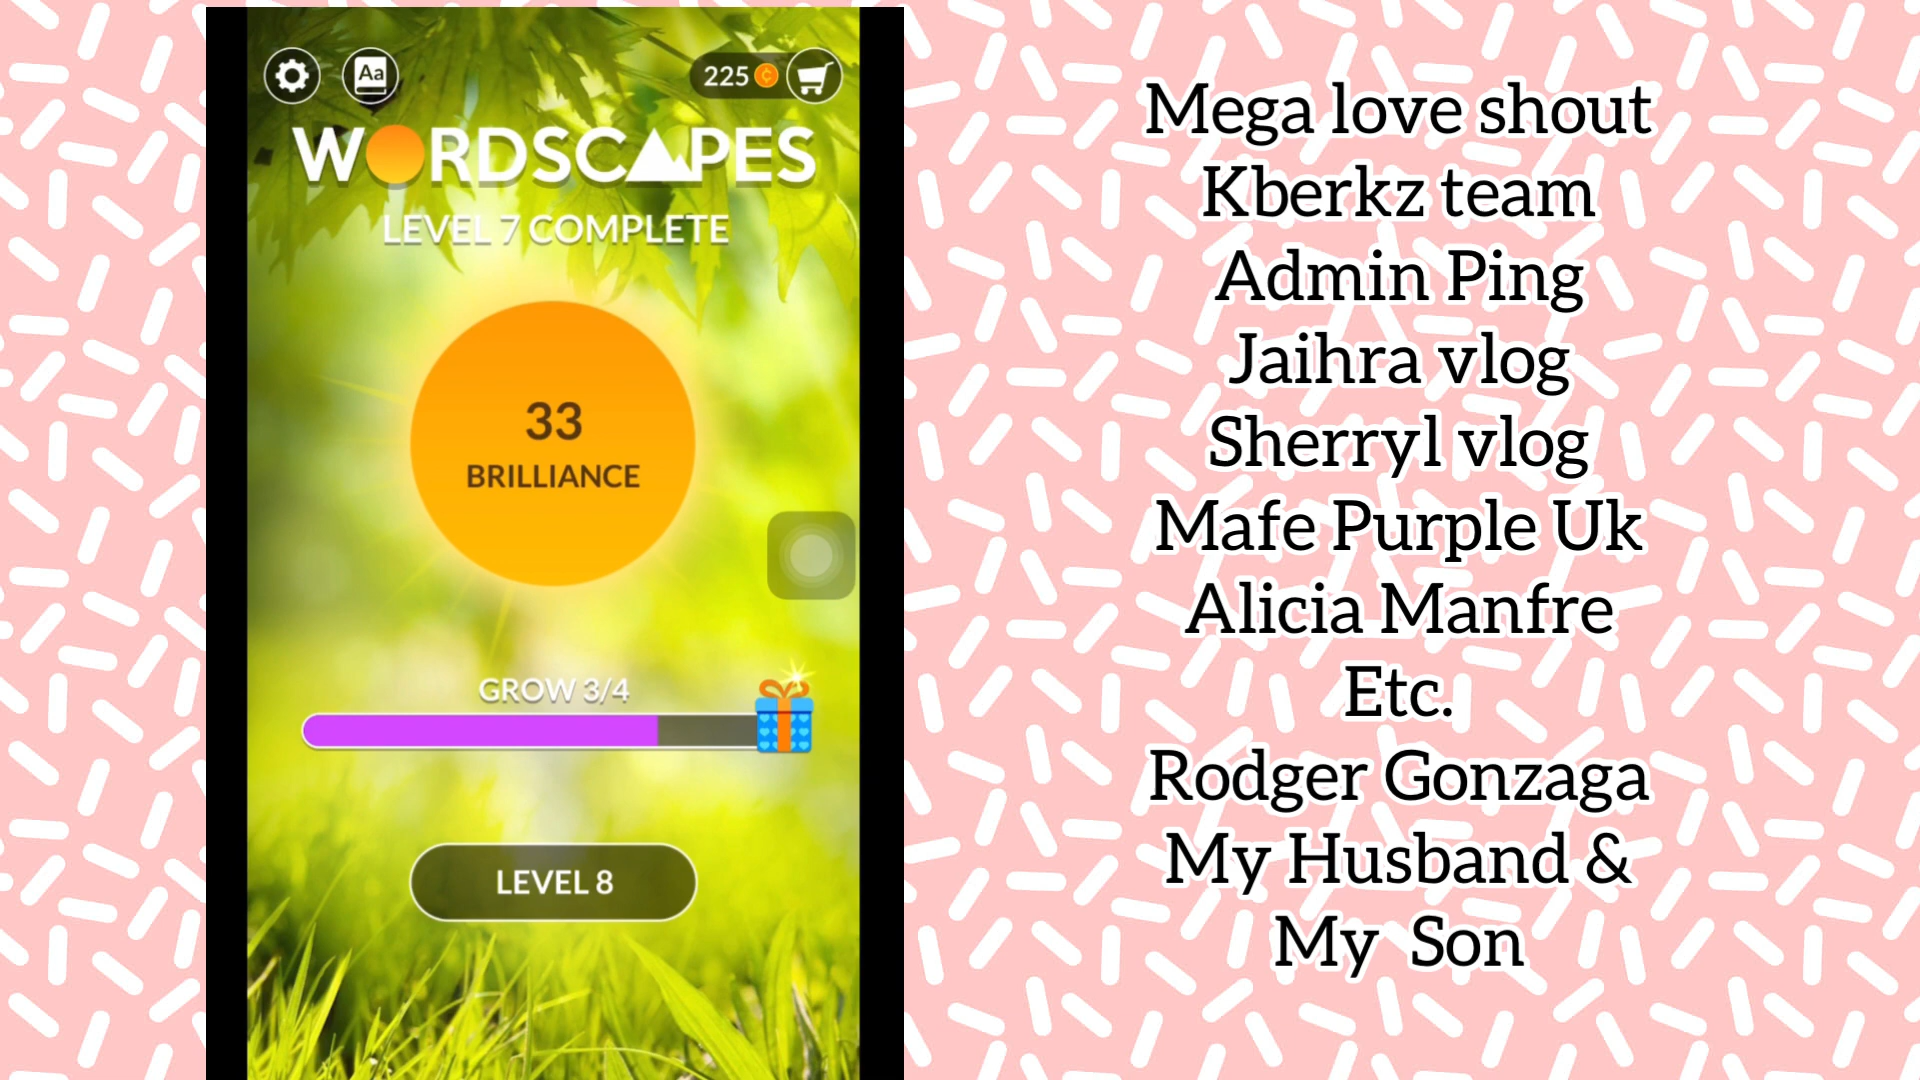 Aa
225
WORDSCAPES
LEVEL 7 COMPLETE
33
BRILLIANCE
GROW 3/4
LEVEL 8
Mega love shout
Kberkz team
Admin Ping
Jaihra vlog
Sherryl vlog
Mafe Purple Uk
Alicia Manfre
Etc.
Rodger Gonzaga
My Husband &
My Son